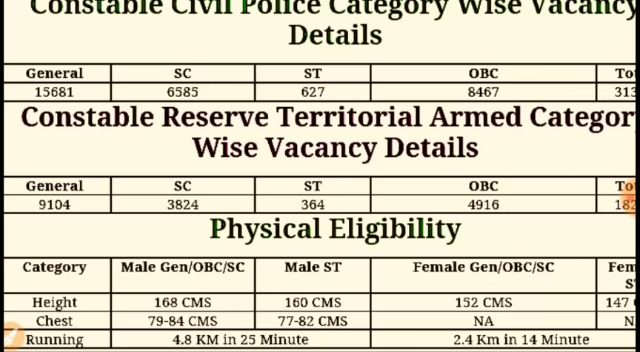 Constable Civil Police Category Wise Vacancy
Details
General SC ST OBC
15681 6585 627 8467
Constable Reserve Territorial Armed
Wise Vacancy Details
General SC ST OBC
9104 3824 364 4916
Physical Eligibility
Category Male Gen/OBC/SC Male ST Female Gen/OBC/SC
Height 168 CMS 160 CMS 152 CMS 147
Chest 79-84 CMS 77-82 CMS NA
Running 4.8 KM in 25 Minute 2.4 Km in 14 Minute